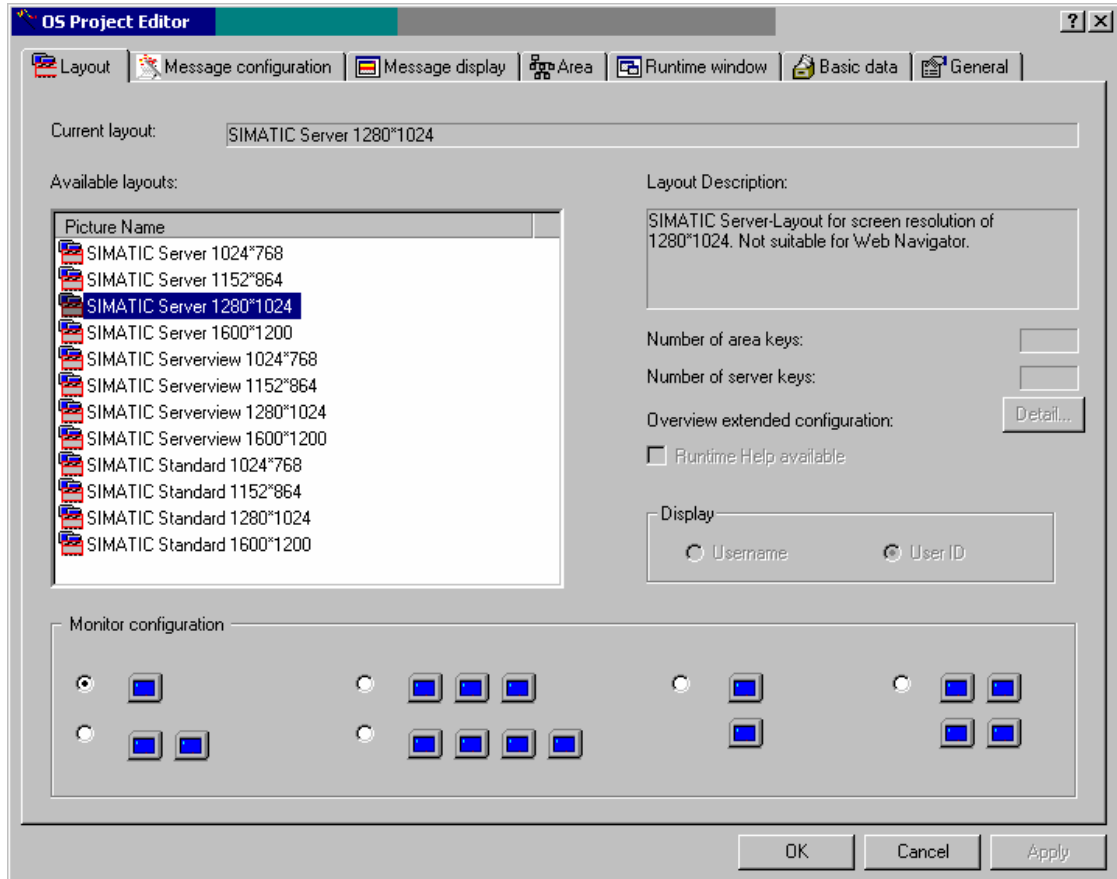 OS Project Editor
Layout
Message configuration
Message display
Area
Runtime window
Basic data
General
Current layout:
SIMATIC Server 1280*1024
Available layouts:
Picture Name
SIMATIC Server 1024*768
SIMATIC Server 1152*864
SIMATIC Server 1280*1024
SIMATIC Server 1600*1200
SIMATIC Serverview 1024*768
SIMATIC Serverview 1152*864
SIMATIC Serverview 1280*1024
SIMATIC Serverview 1600*1200
SIMATIC Standard 1024*768
SIMATIC Standard 1152*864
SIMATIC Standard 1280*1024
SIMATIC Standard 1600*1200
Layout Description:
SIMATIC Server-Layout for screen resolution of
1280*1024. Not suitable for Web Navigator.
Number of area keys:
Number of server keys:
Overview extended configuration:
Detail...
Runtime Help available
Display
Username
User ID
Monitor configuration
OK
Cancel
Apply